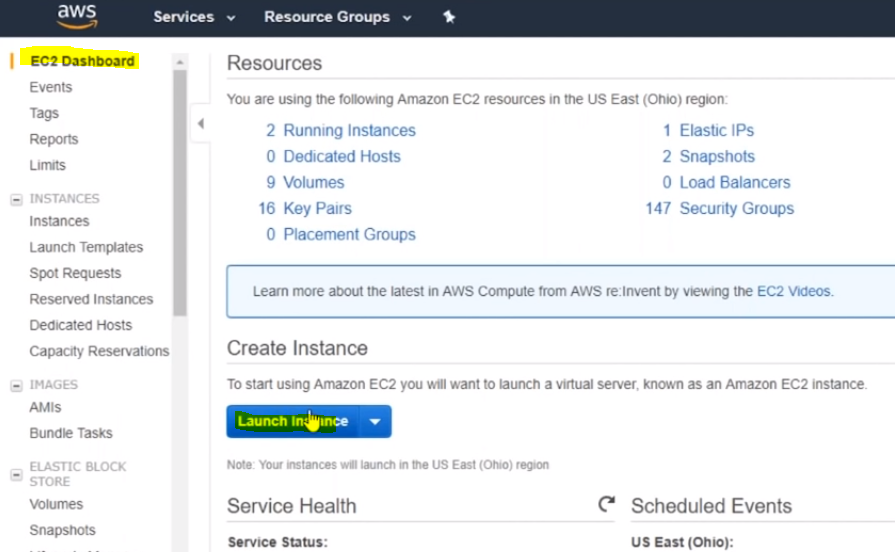 aws
Services
Resource Groups
EC2 Dashboard
Events
Tags
Reports
Limits
INSTANCES
Instances
Launch Templates
Spot Requests
Reserved Instances
Dedicated Hosts
Capacity Reservations
IMAGES
AMIs
Bundle Tasks
ELASTIC BLOCK
STORE
Volumes
Snapshots
Resources
You are using the following Amazon EC2 resources in the US East (Ohio) region:
2 Running Instances
0 Dedicated Hosts
9 Volumes
16 Key Pairs
0 Placement Groups
1 Elastic IPs
2 Snapshots
0 Load Balancers
147 Security Groups
Learn more about the latest in AWS Compute from AWS re:Invent by viewing the EC2 Videos.
Create Instance
To start using Amazon EC2 you will want to launch a virtual server, known as an Amazon EC2 instance.
Launch Instance
Note: Your instances will launch in the US East (Ohio) region
Service Health
Service Status:
Scheduled Events
US East (Ohio):